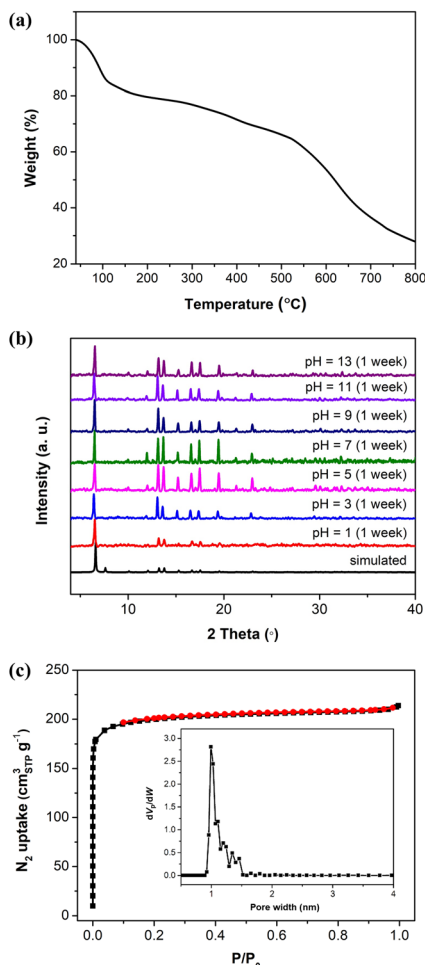 (a)
100
80
60
40
20
Weight (%)
100 200 300 400 500 600 700 800
Temperature (°C)
(b)
pH = 13 (1 week)
pH = 11 (1 week)
pH = 9 (1 week)
pH = 7 (1 week)
pH = 5 (1 week)
pH = 3 (1 week)
pH = 1 (1 week)
simulated
Intensity (a. u.)
10 20 30 40
2 Theta (°)
(c)
250
200
150
100
50
0
N₂ uptake (cm³STP g⁻¹)
3.0
2.5
2.0
1.5
1.0
0.5
0.0
dVp/dW
1 2 3 4
Pore width (nm)
0.0 0.2 0.4 0.6 0.8 1.0